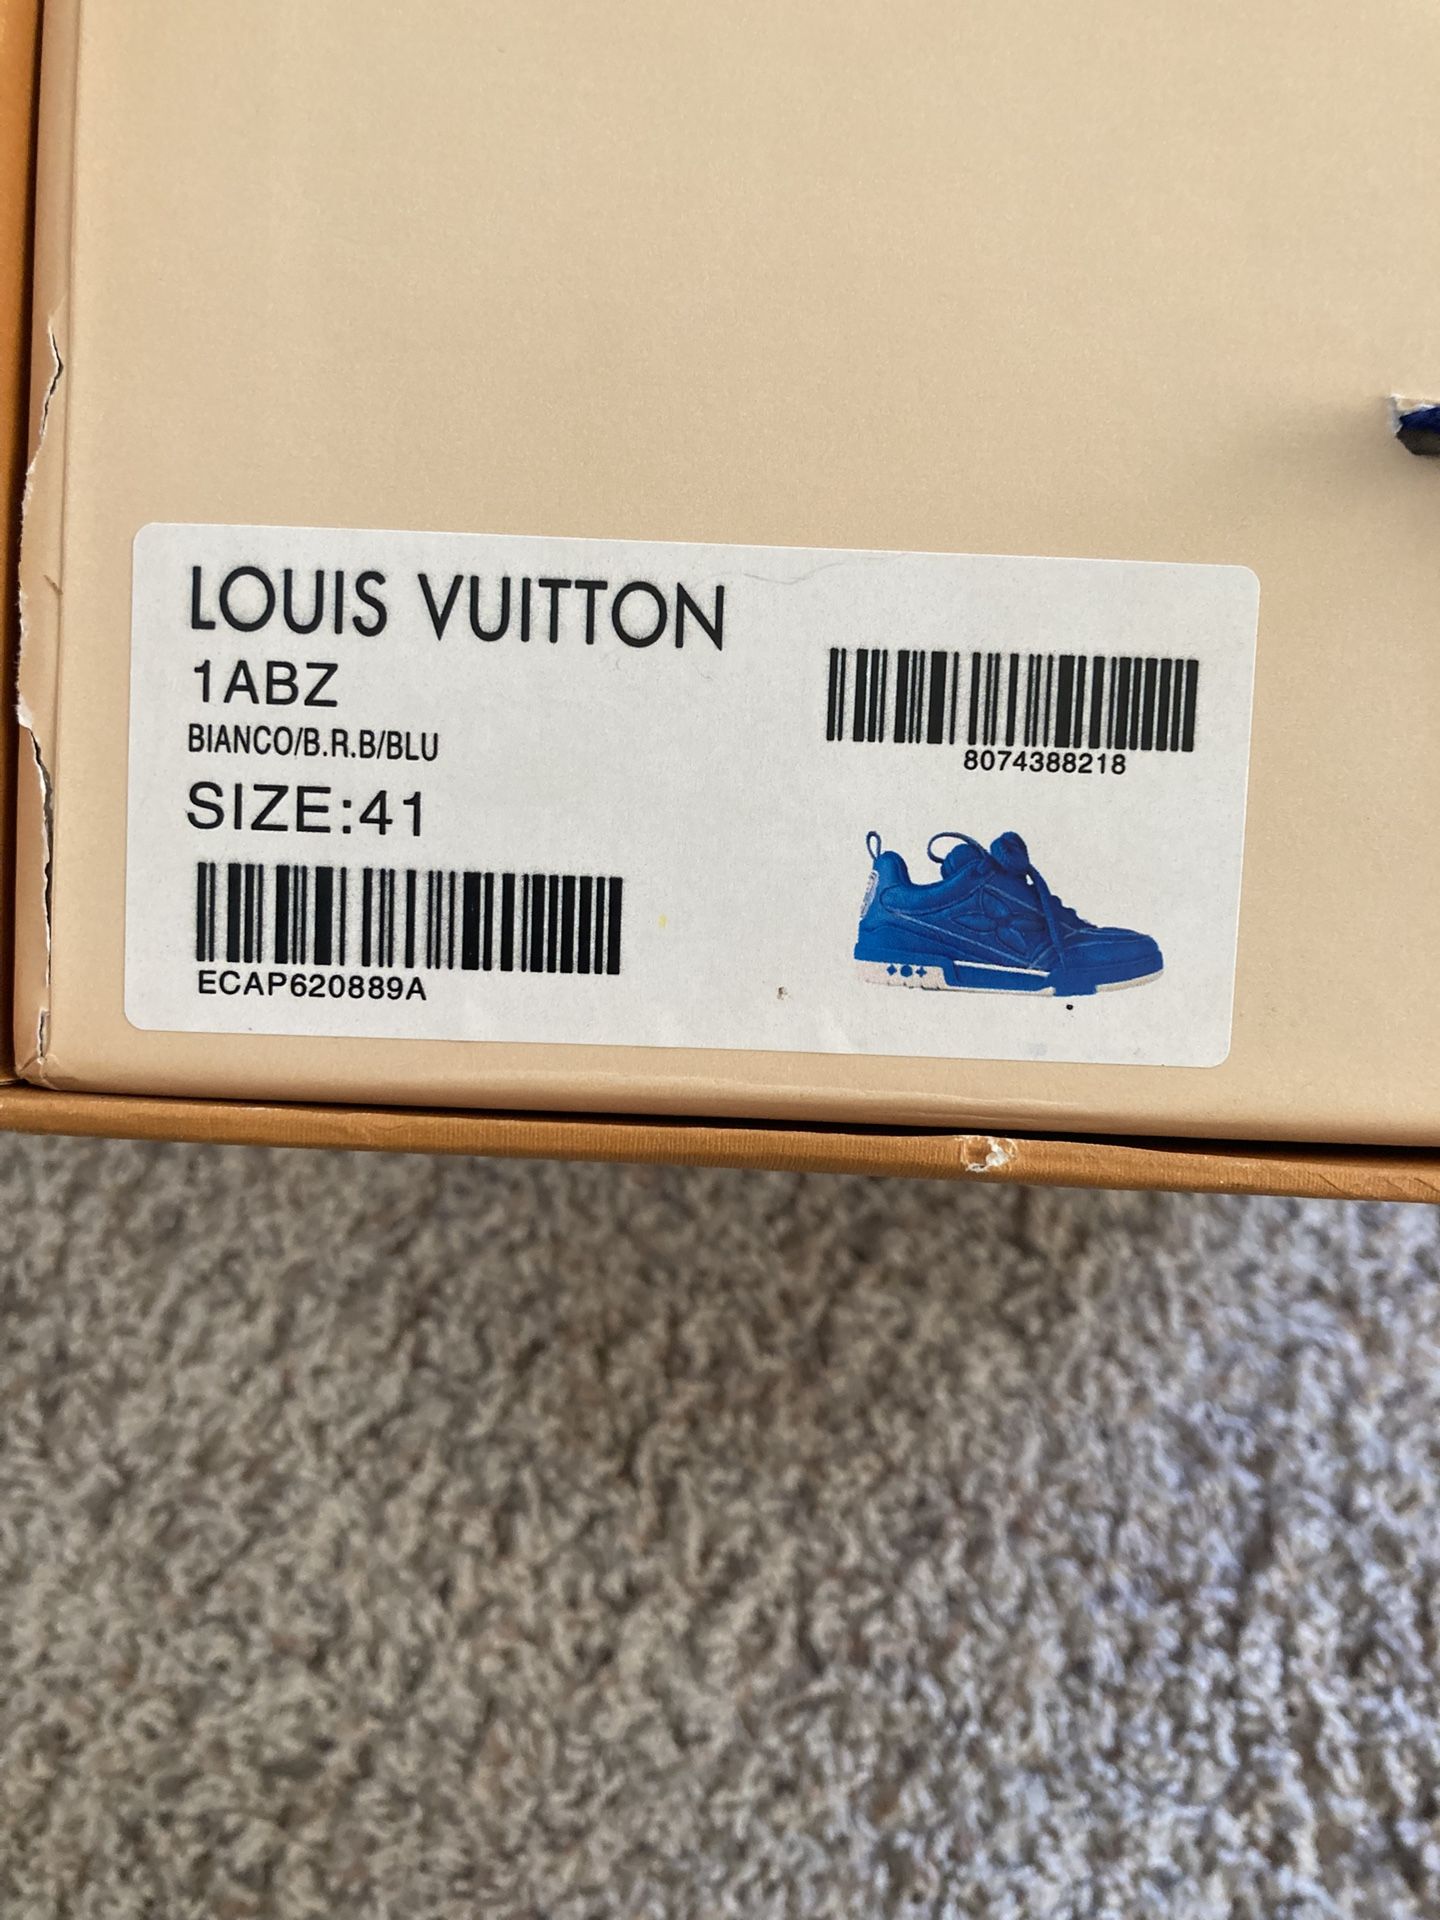 LOUIS VUITTON
1ABZ
BIANCO/B.R.B/BLU
SIZE:41
ECAP620889A
8074388218